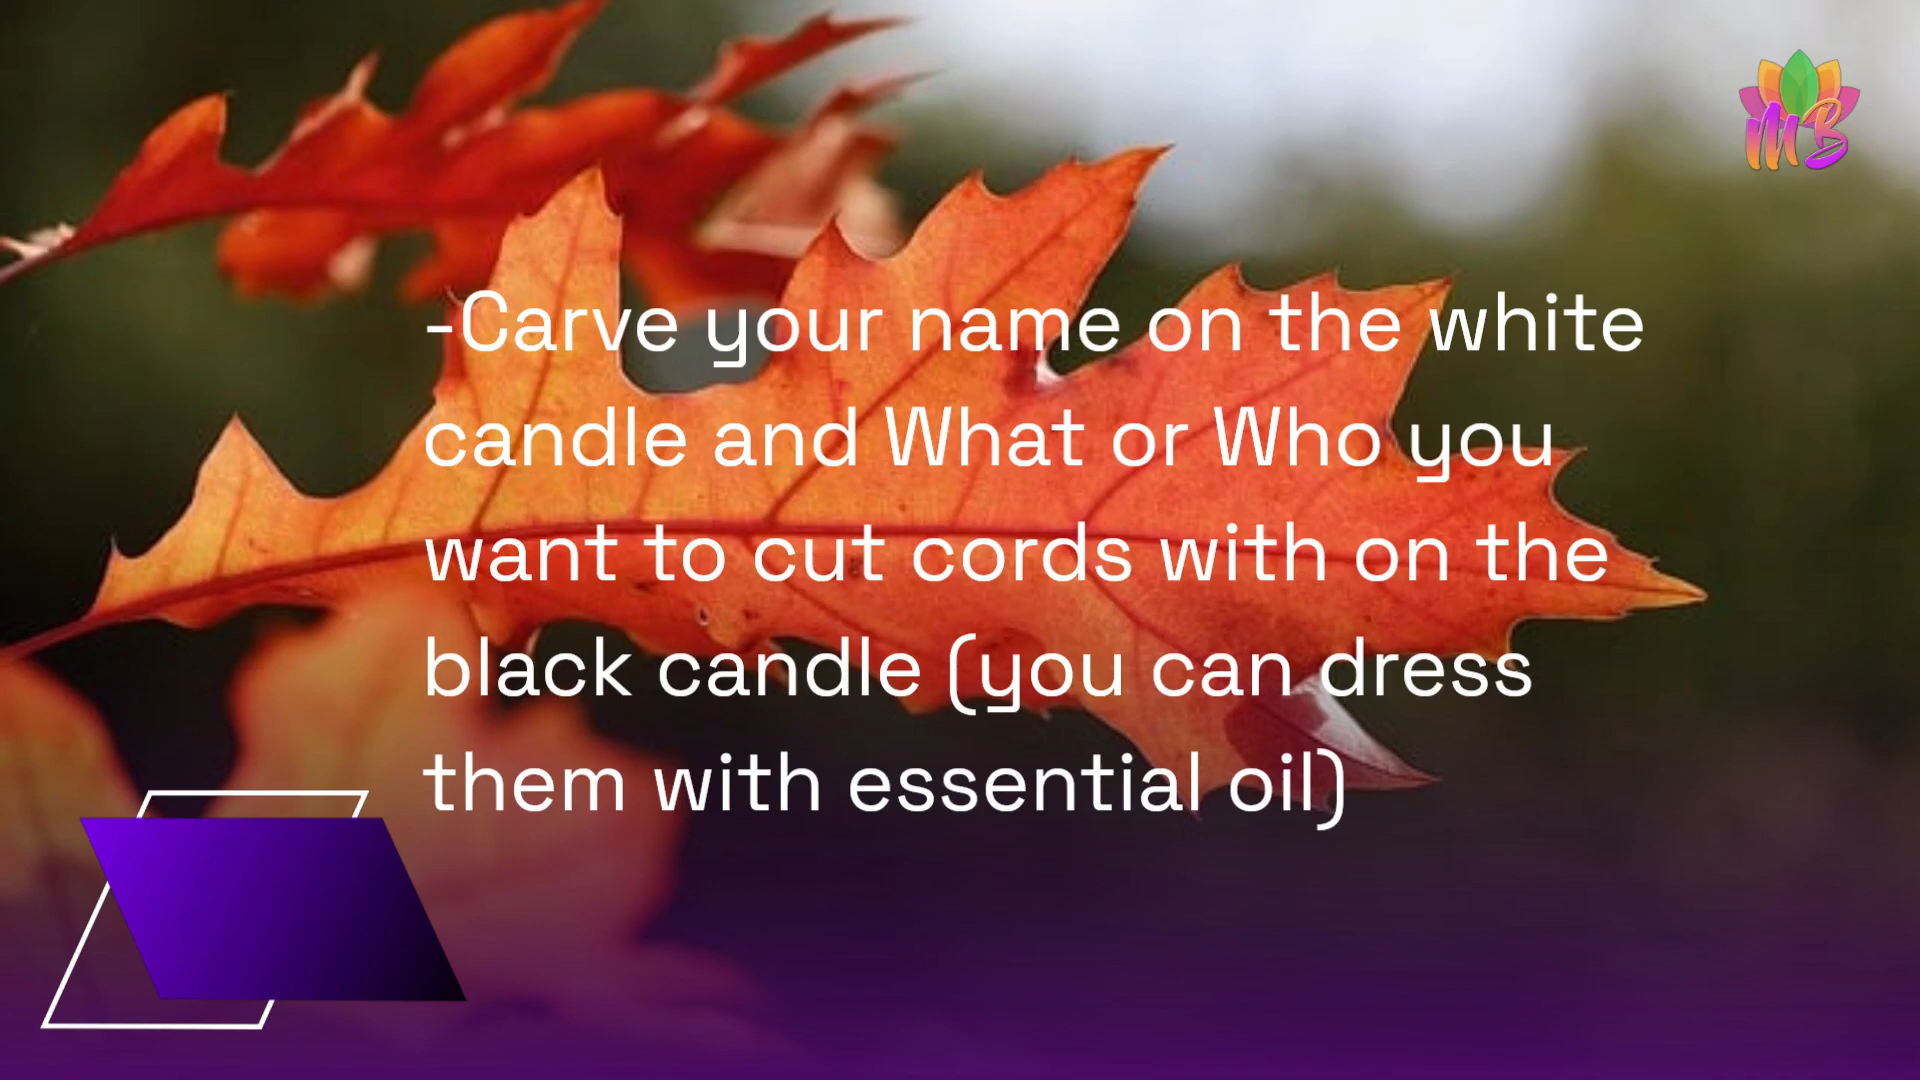 MB
-Carve your name on the white
candle and What or Who you
want to cut cords with on the
black candle (you can dress
them with essential oil)